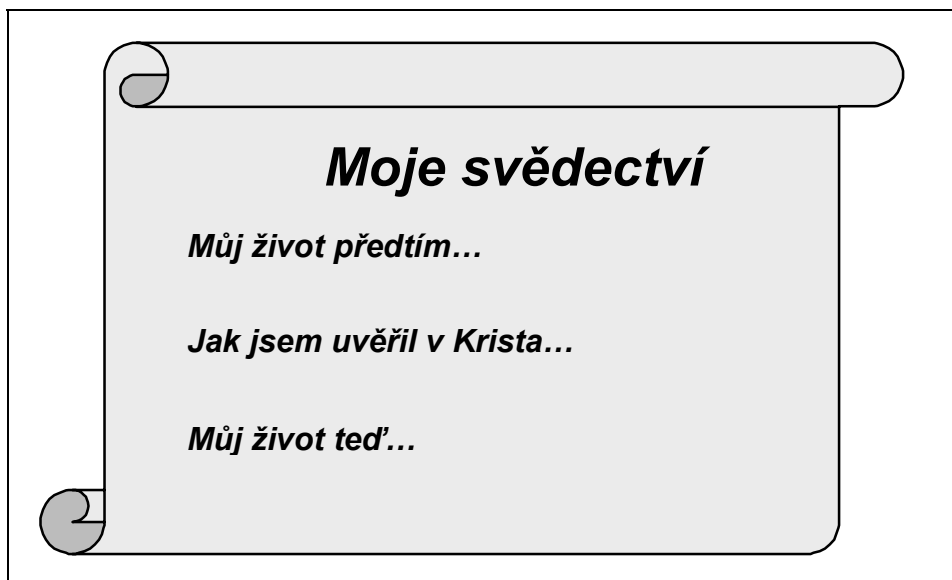 Moje svědectví
Můj život předtím…
Jak jsem uvěřil v Krista…
Můj život teď…